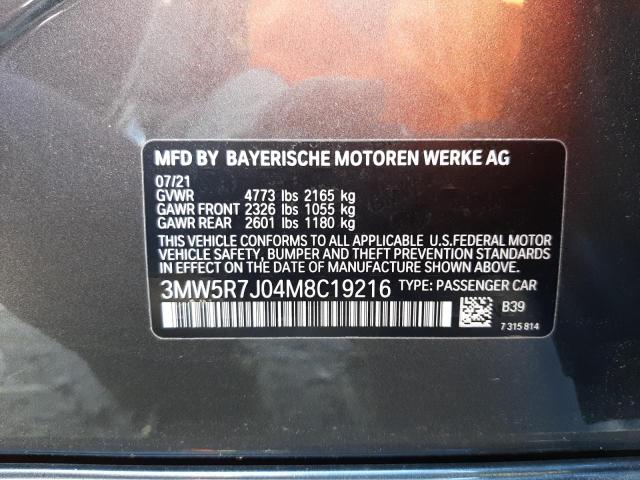 MFD BY BAYERISCHE MOTOREN WERKE AG
07/21
GVWR 4773 lbs 2165 kg
GAWR FRONT 2326 lbs 1055 kg
GAWR REAR 2601 lbs 1180 kg
THIS VEHICLE CONFORMS TO ALL APPLICABLE U.S.FEDERAL MOTOR
VEHICLE SAFETY, BUMPER, AND THEFT PREVENTION STANDARDS
IN EFFECT ON THE DATE OF MANUFACTURE SHOWN ABOVE.
3MW5R7J04M8C19216 TYPE: PASSENGER CAR
B39
7 315 814